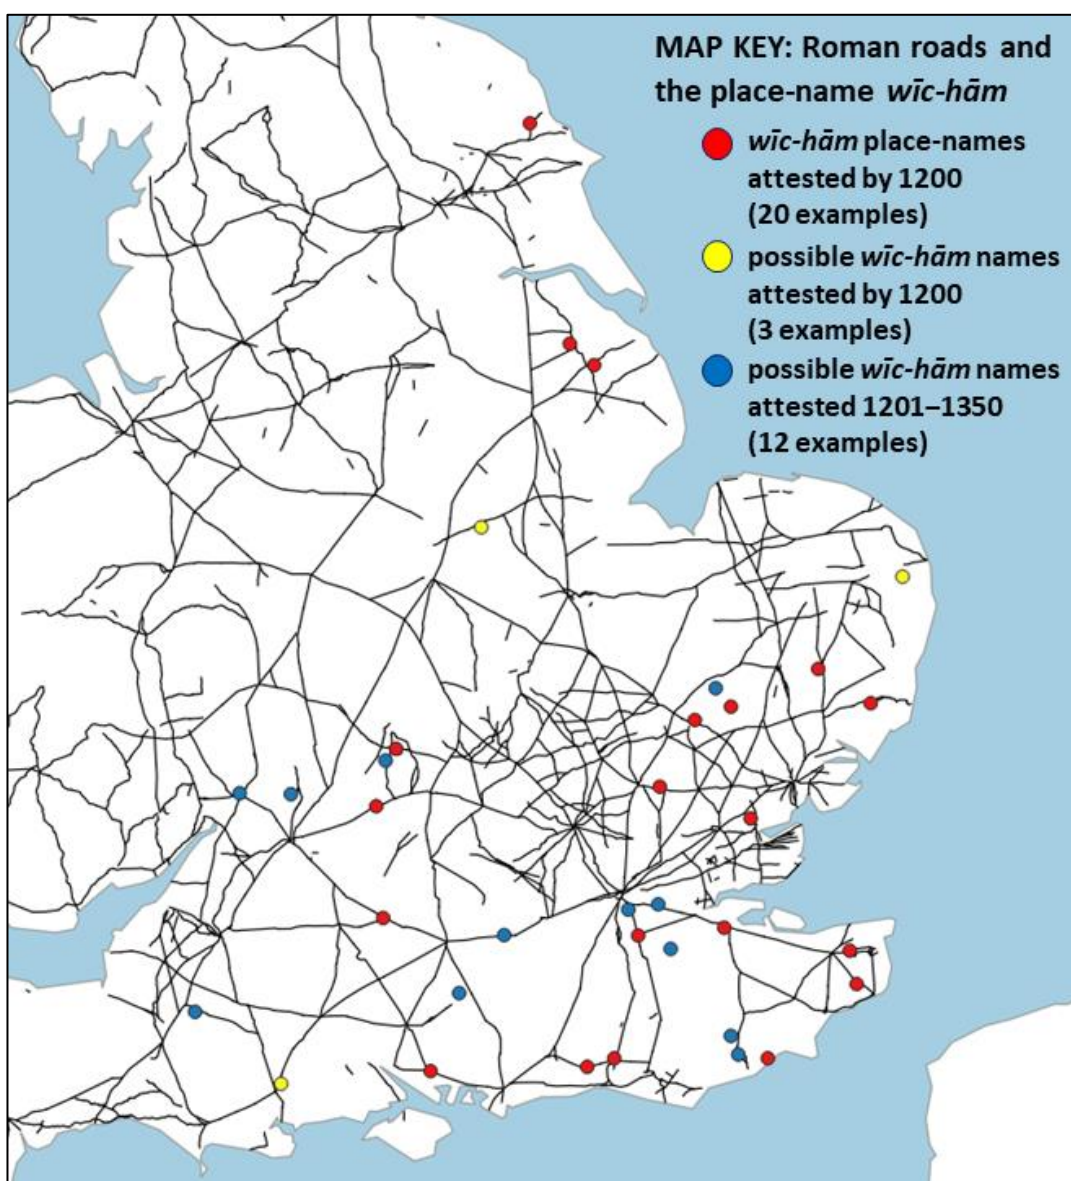 MAP KEY: Roman roads and
the place-name wīc-hām
wīc-hām place-names
attested by 1200
(20 examples)
possible wīc-hām names
attested by 1200
(3 examples)
possible wīc-hām names
attested 1201–1350
(12 examples)